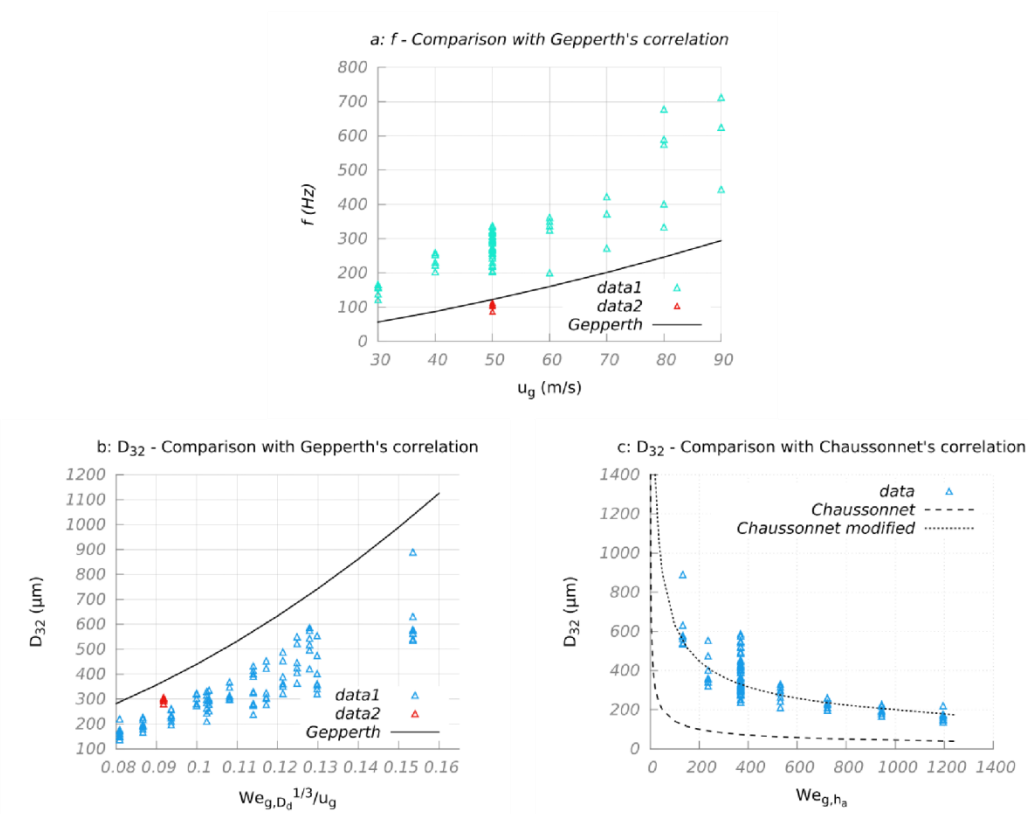 a: f - Comparison with Gepperth's correlation
800
700
600
500
400
300
200
100
0
f (Hz)
data1
data2
Gepperth
30 40 50 60 70 80 90
u_g (m/s)
b: D_32 - Comparison with Gepperth's correlation
1200
1100
1000
900
800
700
600
500
400
300
200
100
D_32 (µm)
data1
data2
Gepperth
0.08 0.09 0.1 0.11 0.12 0.13 0.14 0.15 0.16
We_g,D_d^1/3/u_g
c: D_32 - Comparison with Chaussonnet's correlation
1400
1200
1000
800
600
400
200
0
D_32 (µm)
data
Chaussonnet
Chaussonnet modified
0 200 400 600 800 1000 1200 1400
We_g,h_a